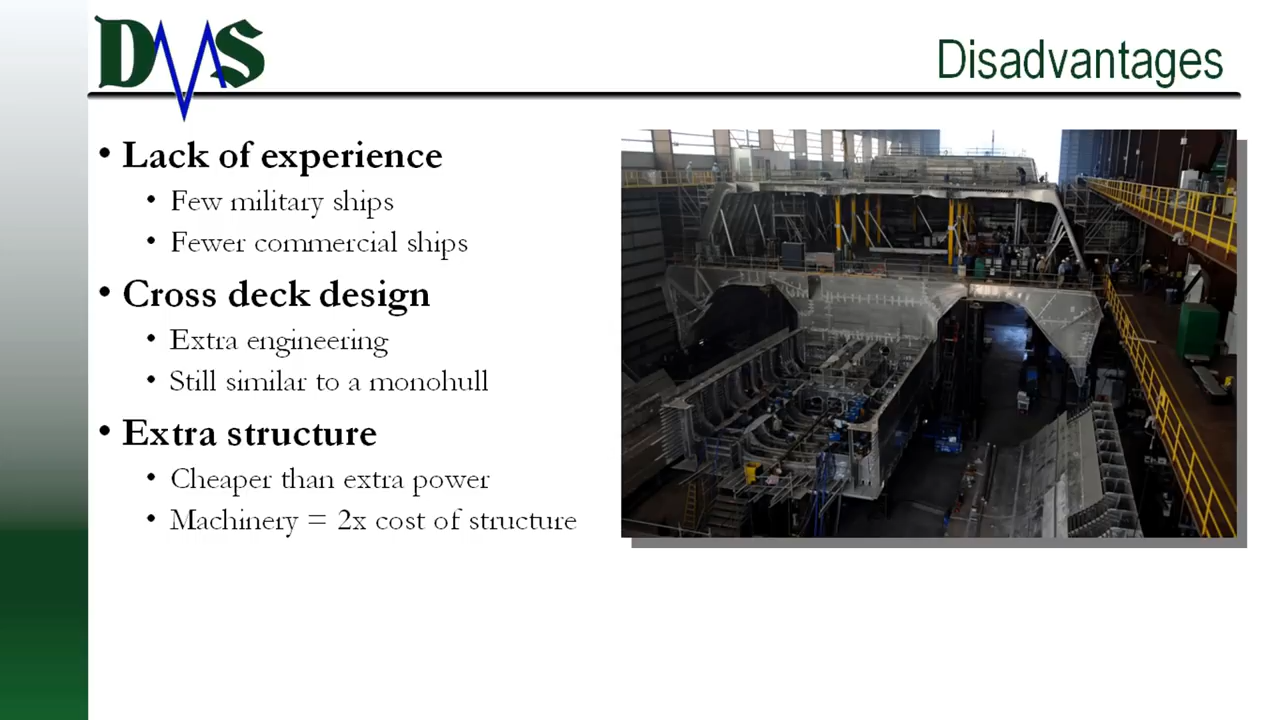 DMS
Disadvantages
• Lack of experience
• Few military ships
• Fewer commercial ships
• Cross deck design
• Extra engineering
• Still similar to a monohull
• Extra structure
• Cheaper than extra power
• Machinery = 2x cost of structure